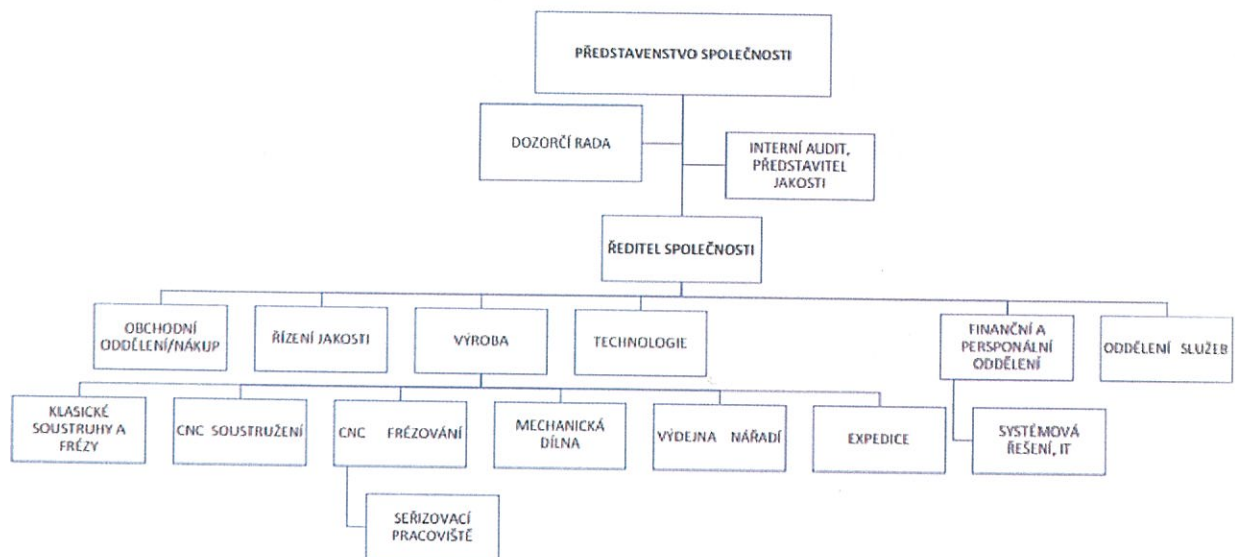 PŘEDSTAVENSTVO SPOLEČNOSTI
DOZORČÍ RADA
INTERNÍ AUDIT,
PŘEDSTAVITEL
JAKOSTI
ŘEDITEL SPOLEČNOSTI
OBCHODNÍ
ODDĚLENÍ/NÁKUP
ŘÍZENÍ JAKOSTI
VÝROBA
TECHNOLOGIE
FINANČNÍ A
PERSPONÁLNÍ
ODDĚLENÍ
ODDĚLENÍ SLUŽEB
KLASICKÉ
SOUSTRUHY A
FRÉZY
CNC SOUSTRUŽENÍ
CNC FRÉZOVÁNÍ
MECHANICKÁ
DÍLNA
VÝDEJNA NÁŘADÍ
EXPEDICE
SYSTÉMOVÁ
ŘEŠENÍ, IT
SEŘIZOVACÍ
PRACOVIŠTĚ